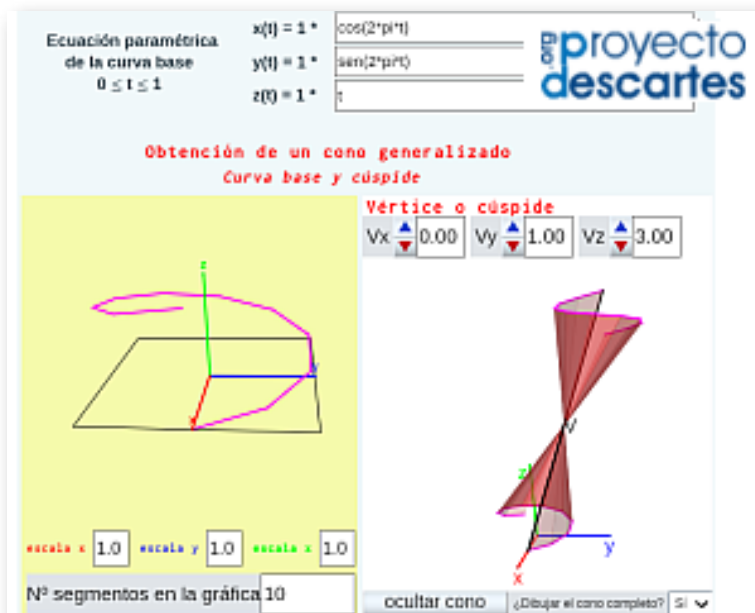 Ecuación paramétrica
de la curva base
0 ≤ t ≤ 1
x(t) = 1 * cos(2*pi*t)
y(t) = 1 * sen(2*pi*t)
z(t) = 1 * t
.org
proyecto
descartes
Obtención de un cono generalizado
Curva base y cúspide
z
y
x
escala x 1.0 escala y 1.0 escala x 1.0
Nº segmentos en la gráfica 10
Vértice o cúspide
Vx 0.00 Vy 1.00 Vz 3.00
V
z
y
x
ocultar cono ¿Dibujar el cono completo? Sí